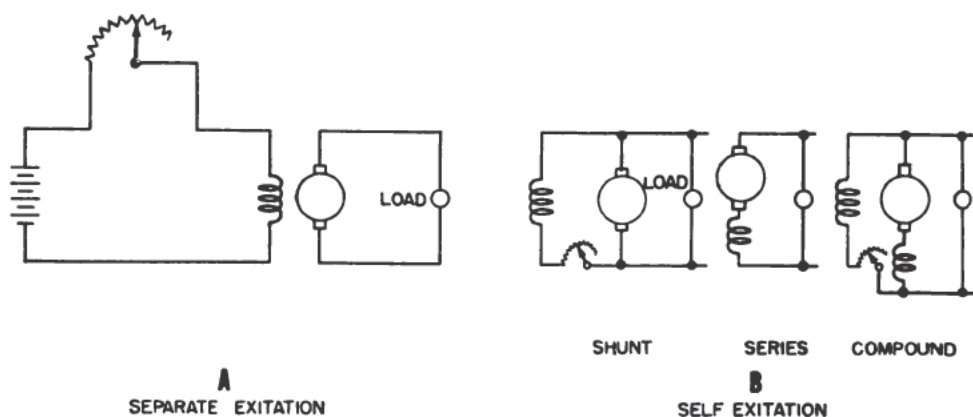 LOAD
A
SEPARATE EXITATION
LOAD
SHUNT SERIES COMPOUND
B
SELF EXITATION